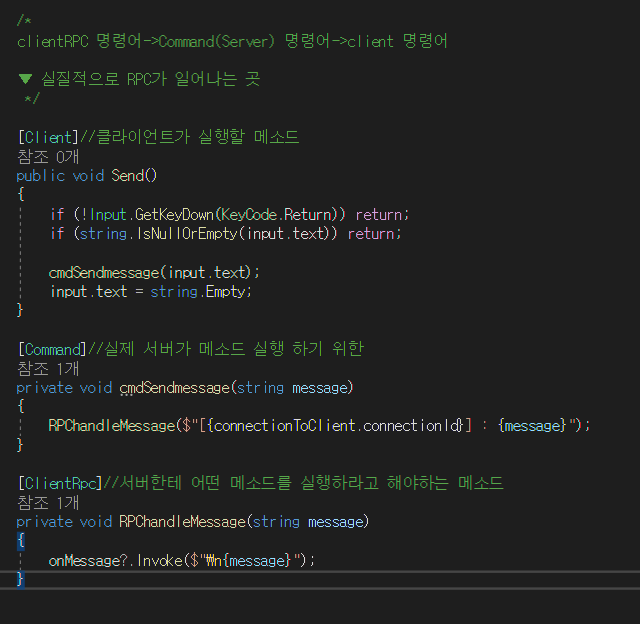 /*
clientRPC 명령어->Command(Server) 명령어->client 명령어
▼ 실질적으로 RPC가 일어나는 곳
*/
[Client]//클라이언트가 실행할 메소드
참조 0개
public void Send()
{
if (!Input.GetKeyDown(KeyCode.Return)) return;
if (string.IsNullOrEmpty(input.text)) return;
cmdSendmessage(input.text);
input.text = string.Empty;
}
[Command]//실제 서버가 메소드 실행 하기 위한
참조 1개
private void cmdSendmessage(string message)
{
RPChandleMessage($"[{connectionToClient.connectionId}] : {message}");
}
[ClientRpc]//서버한테 어떤 메소드를 실행하라고 해야하는 메소드
참조 1개
private void RPChandleMessage(string message)
{
onMessage?.Invoke($"₩n{message}");
}